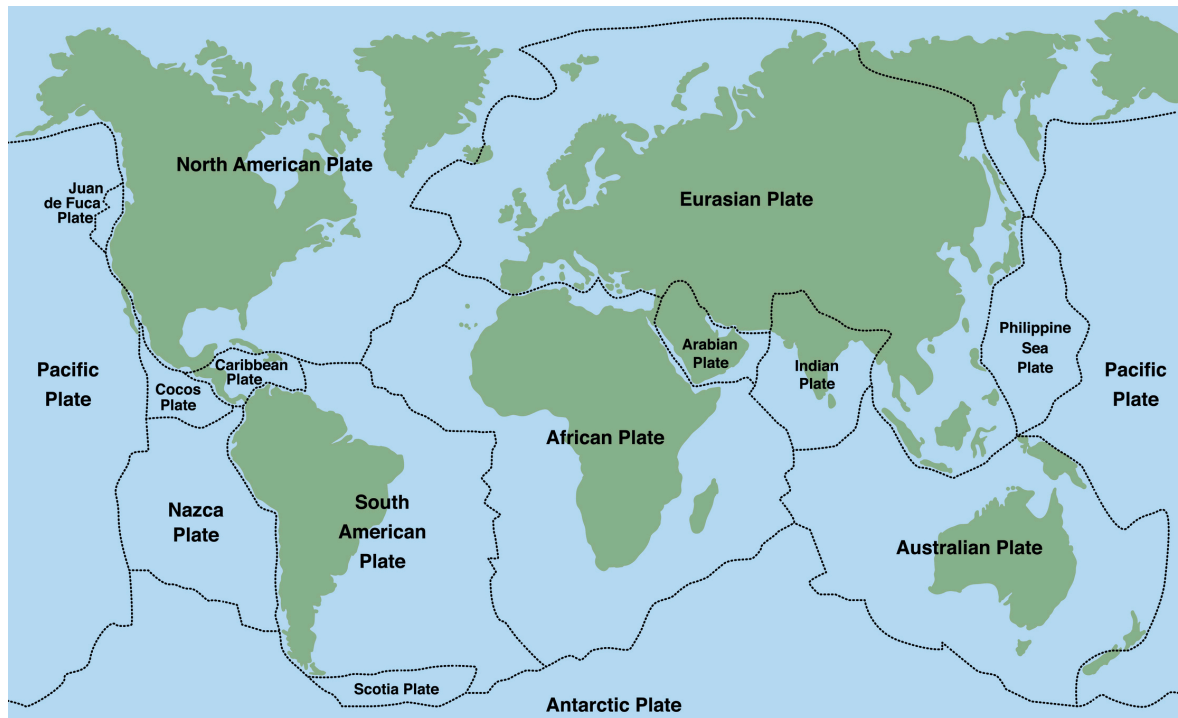 North American Plate
Juan
de Fuca
Plate
Eurasian Plate
Philippine
Sea
Plate
Arabian
Plate
Indian
Plate
Caribbean
Plate
Cocos
Plate
Pacific
Plate
Pacific
Plate
African Plate
Nazca
Plate
South
American
Plate
Australian Plate
Scotia Plate
Antarctic Plate